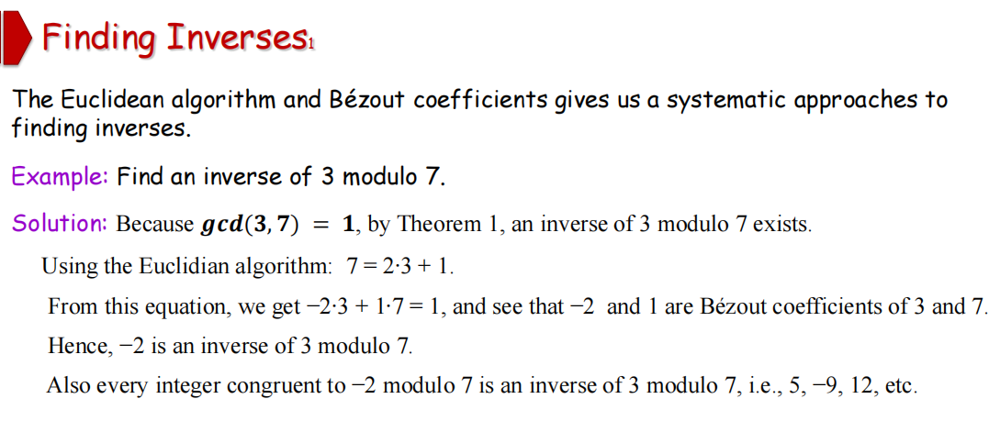 Finding Inverses1
The Euclidean algorithm and Bézout coefficients gives us a systematic approaches to
finding inverses.
Example: Find an inverse of 3 modulo 7.
Solution: Because gcd(3, 7) = 1, by Theorem 1, an inverse of 3 modulo 7 exists.
Using the Euclidian algorithm: 7 = 2·3 + 1.
From this equation, we get −2·3 + 1·7 = 1, and see that −2 and 1 are Bézout coefficients of 3 and 7.
Hence, −2 is an inverse of 3 modulo 7.
Also every integer congruent to −2 modulo 7 is an inverse of 3 modulo 7, i.e., 5, −9, 12, etc.